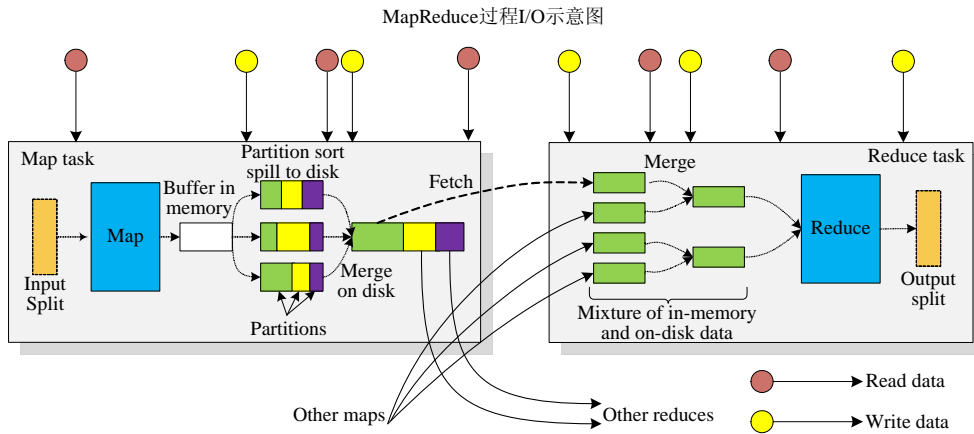 MapReduce过程I/O示意图
Map task
Partition sort
spill to disk
Buffer in
memory
Map
Input
Split
Merge
on disk
Partitions
Fetch
Merge
Reduce task
Reduce
Output
split
Mixture of in-memory
and on-disk data
Other maps
Other reduces
Read data
Write data